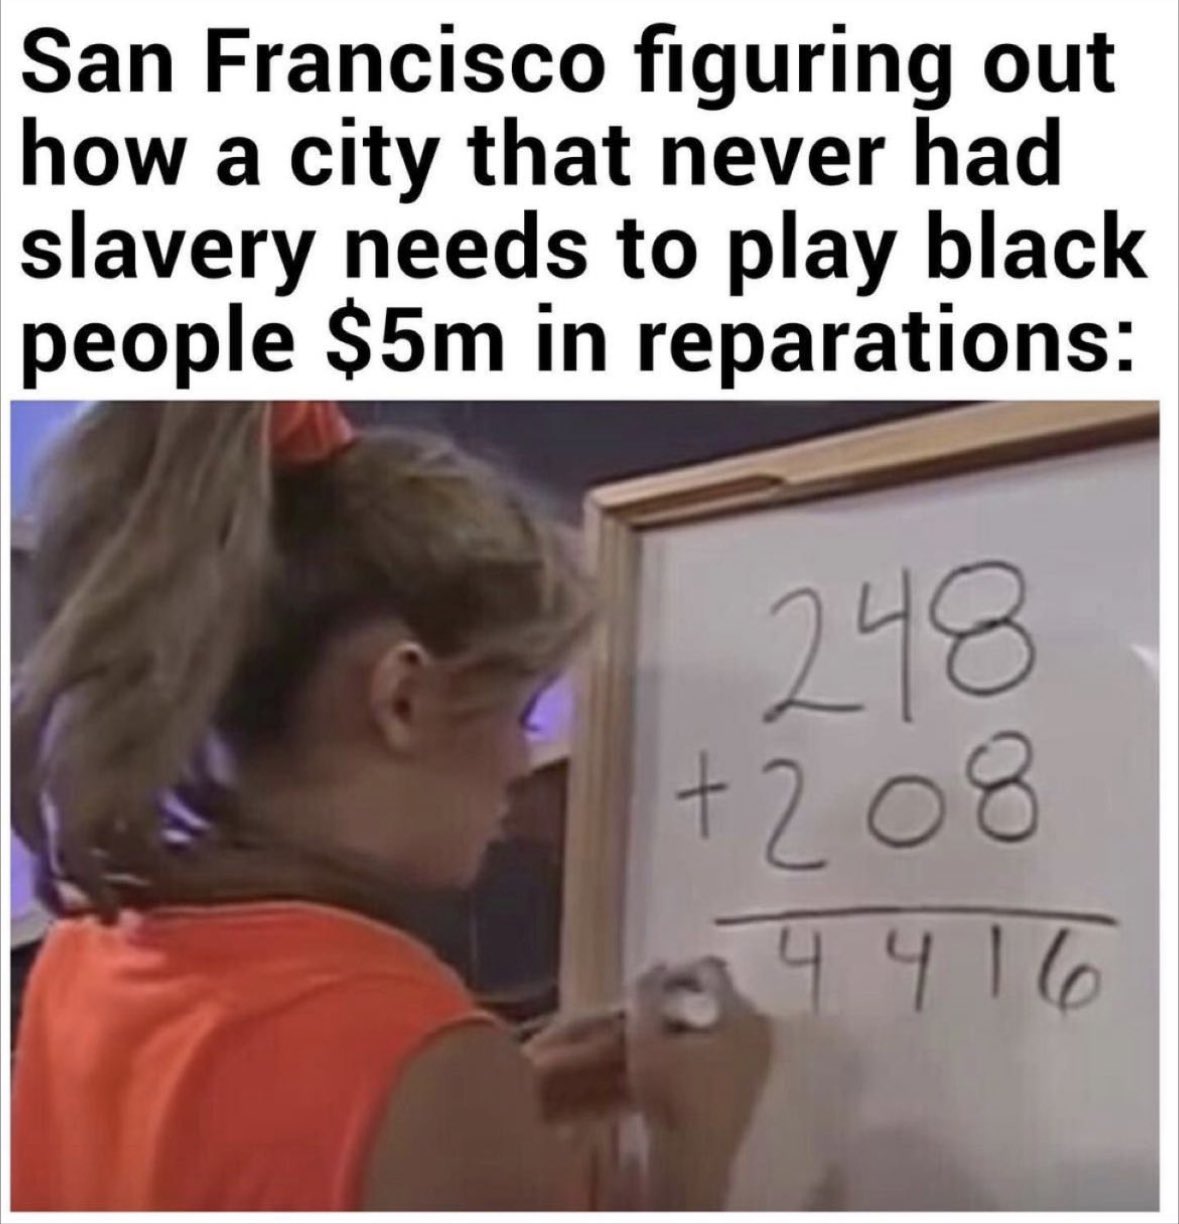 San Francisco figuring out
how a city that never had
slavery needs to play black
people $5m in reparations:
248
+208
4416